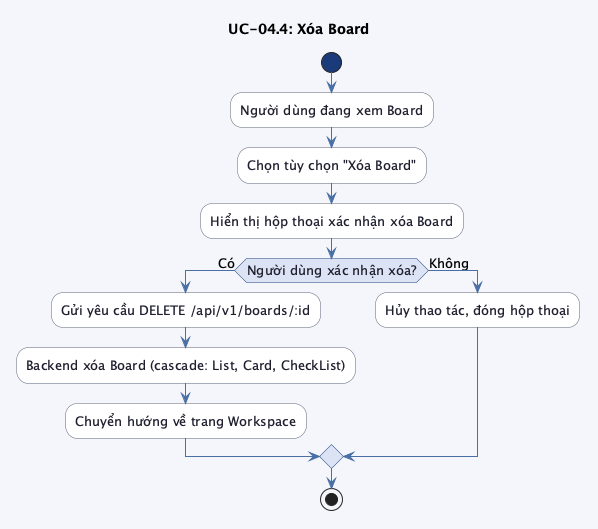 UC-04.4: Xóa Board
Người dùng đang xem Board
Chọn tùy chọn "Xóa Board"
Hiển thị hộp thoại xác nhận xóa Board
Người dùng xác nhận xóa?
Có
Không
Gửi yêu cầu DELETE /api/v1/boards/:id
Hủy thao tác, đóng hộp thoại
Backend xóa Board (cascade: List, Card, CheckList)
Chuyển hướng về trang Workspace